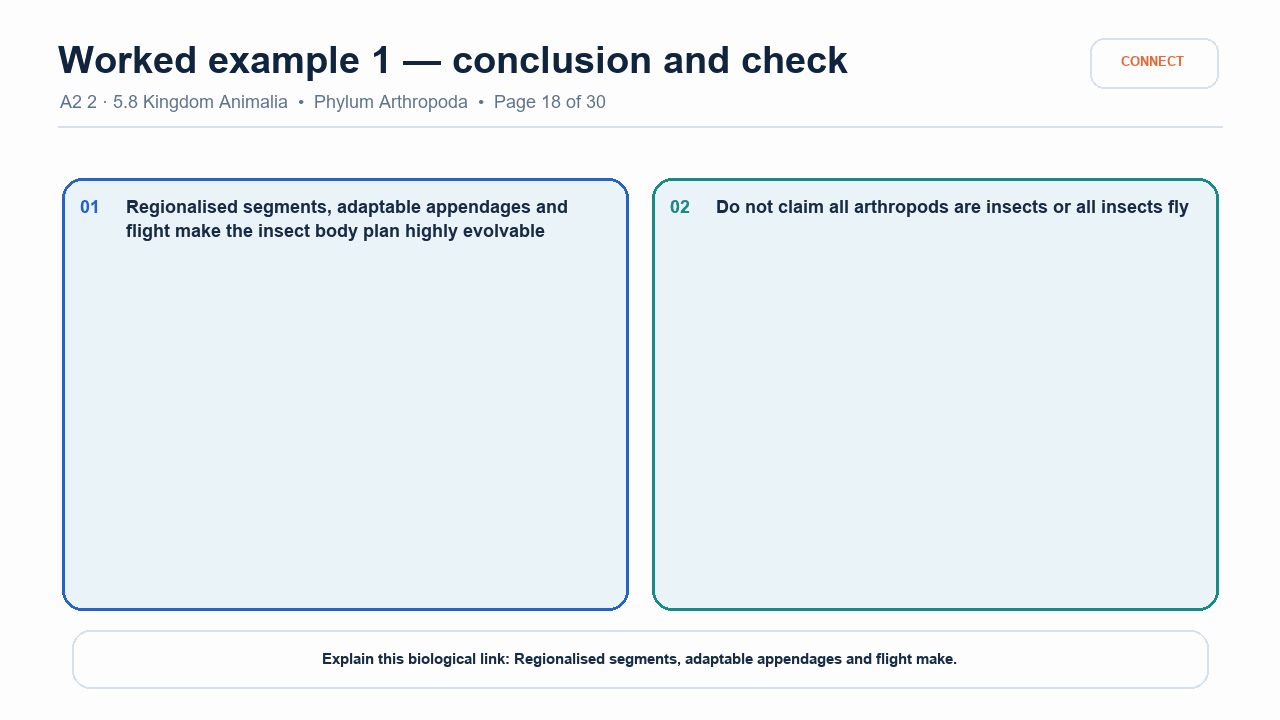 Worked example 1 — conclusion and check
CONNECT
A2 2 · 5.8 Kingdom Animalia • Phylum Arthropoda • Page 18 of 30
01 Regionalised segments, adaptable appendages and
flight make the insect body plan highly evolvable
02 Do not claim all arthropods are insects or all insects fly
Explain this biological link: Regionalised segments, adaptable appendages and flight make.